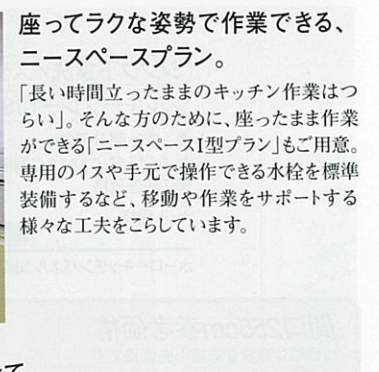 座ってラクな姿勢で作業できる、
ニースペースプラン。
「長い時間立ったままのキッチン作業はつ
らい」。そんな方のために、座ったまま作業
ができる「ニースペースI型プラン」もご用意。
専用のイスや手元で操作できる水栓を標準
装備するなど、移動や作業をサポートする
様々な工夫をこらしています。